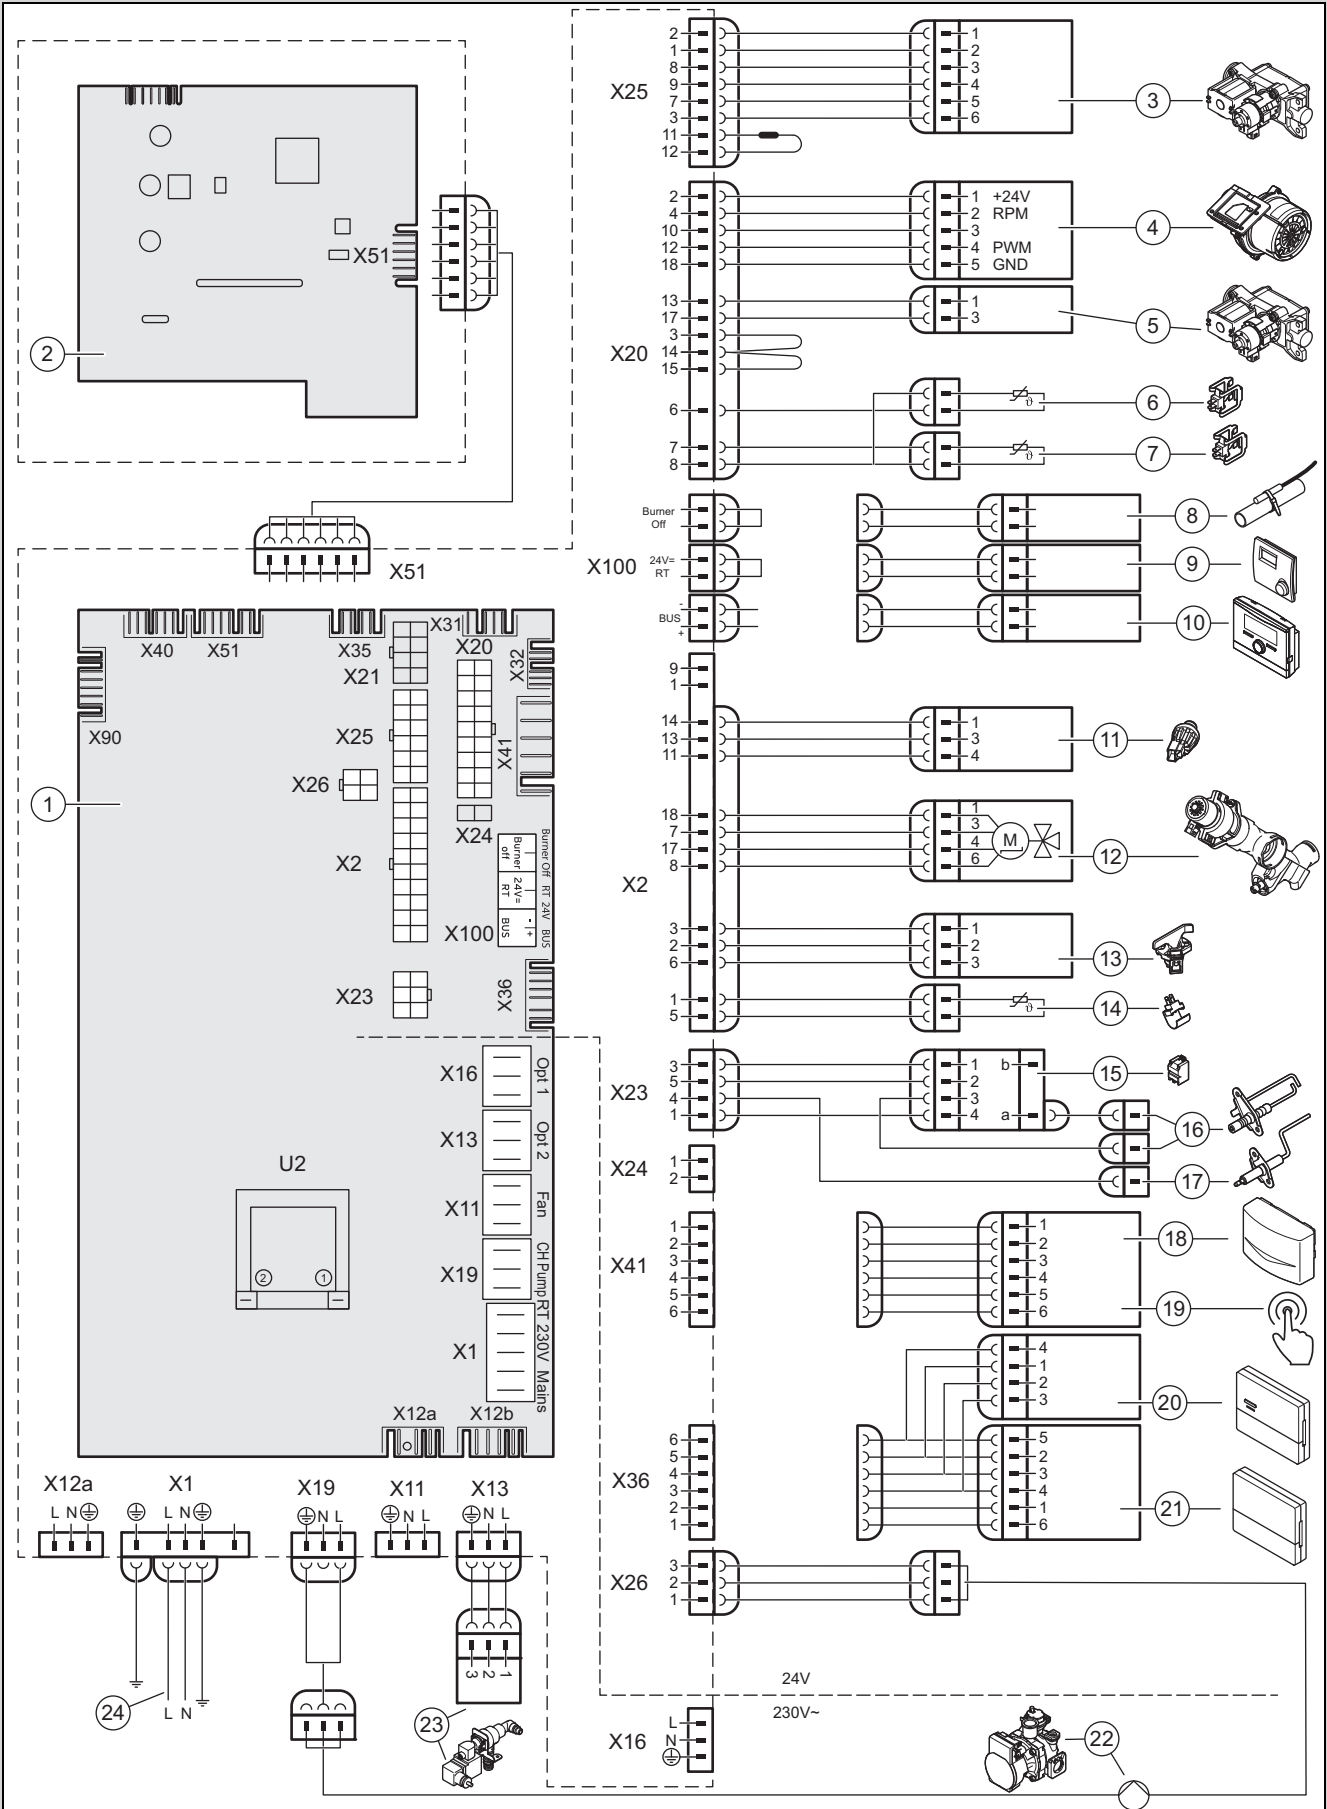 X51
2
X51
X25
2
1
8
9
7
3
11
12
1
2
3
4
5
6
3
X20
2
4
10
12
18
1 +24V
2 RPM
3
4 PWM
5 GND
4
13
17
3
14
15
1
3
5
6
ϑ
6
7
8
ϑ
7
X100
Burner
Off
8
24V=
RT
9
-
BUS
+
10
X40
X51
X35
X31
X20
X32
X21
X90
X25
X41
X26
X24
X2
Burner off
24V= RT
- | + BUS
Burner Off RT 24V BUS
X100
X23
X36
1
X16
Opt 1
X13
Opt 2
X11
Fan
X19
CH Pump
X1
RT 230V Mains
U2
2
1
X12a
X12b
X2
9
1
14
13
11
1
3
4
11
18
7
17
8
1
3
4
6
M
12
3
2
6
1
2
3
13
1
5
ϑ
14
X23
3
5
4
1
1
2
3
4
b
a
15
16
X24
1
2
17
X41
1
2
3
4
5
6
1
2
3
4
5
6
18
19
4
1
2
3
20
X36
6
5
4
3
2
1
5
2
3
4
1
6
21
X26
3
2
1
X12a
L N
X1
L N
X19
N L
X11
N L
X13
N L
24
L N
3 2 1
23
24V
230V~
X16
L
N
22